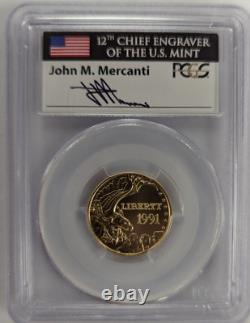 12TH CHIEF ENGRAVER
OF THE U.S. MINT
John M. Mercanti
PCGS
LIBERTY
1991